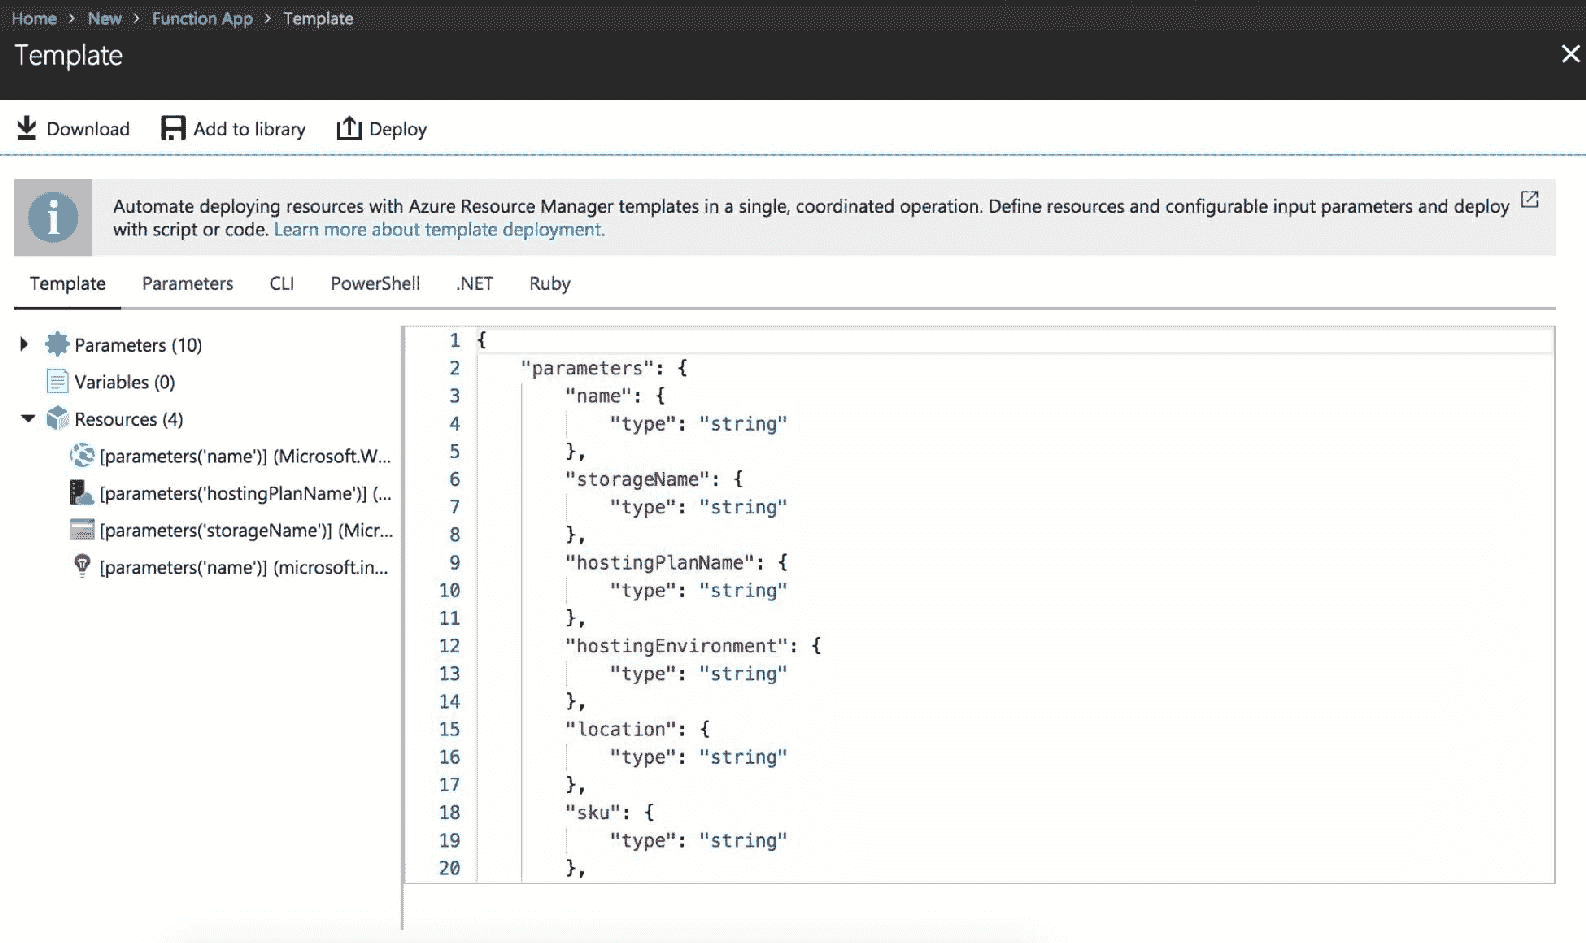 Home > New > Function App > Template
Template
Download Add to library Deploy
Automate deploying resources with Azure Resource Manager templates in a single, coordinated operation. Define resources and configurable input parameters and deploy
with script or code. Learn more about template deployment.
Template Parameters CLI PowerShell .NET Ruby
Parameters (10)
Variables (0)
Resources (4)
[parameters('name')] (Microsoft.W...
[parameters('hostingPlanName')] (...
[parameters('storageName')] (Micr...
[parameters('name')] (microsoft.in...
1 {
2 "parameters": {
3 "name": {
4 "type": "string"
5 },
6 "storageName": {
7 "type": "string"
8 },
9 "hostingPlanName": {
10 "type": "string"
11 },
12 "hostingEnvironment": {
13 "type": "string"
14 },
15 "location": {
16 "type": "string"
17 },
18 "sku": {
19 "type": "string"
20 },